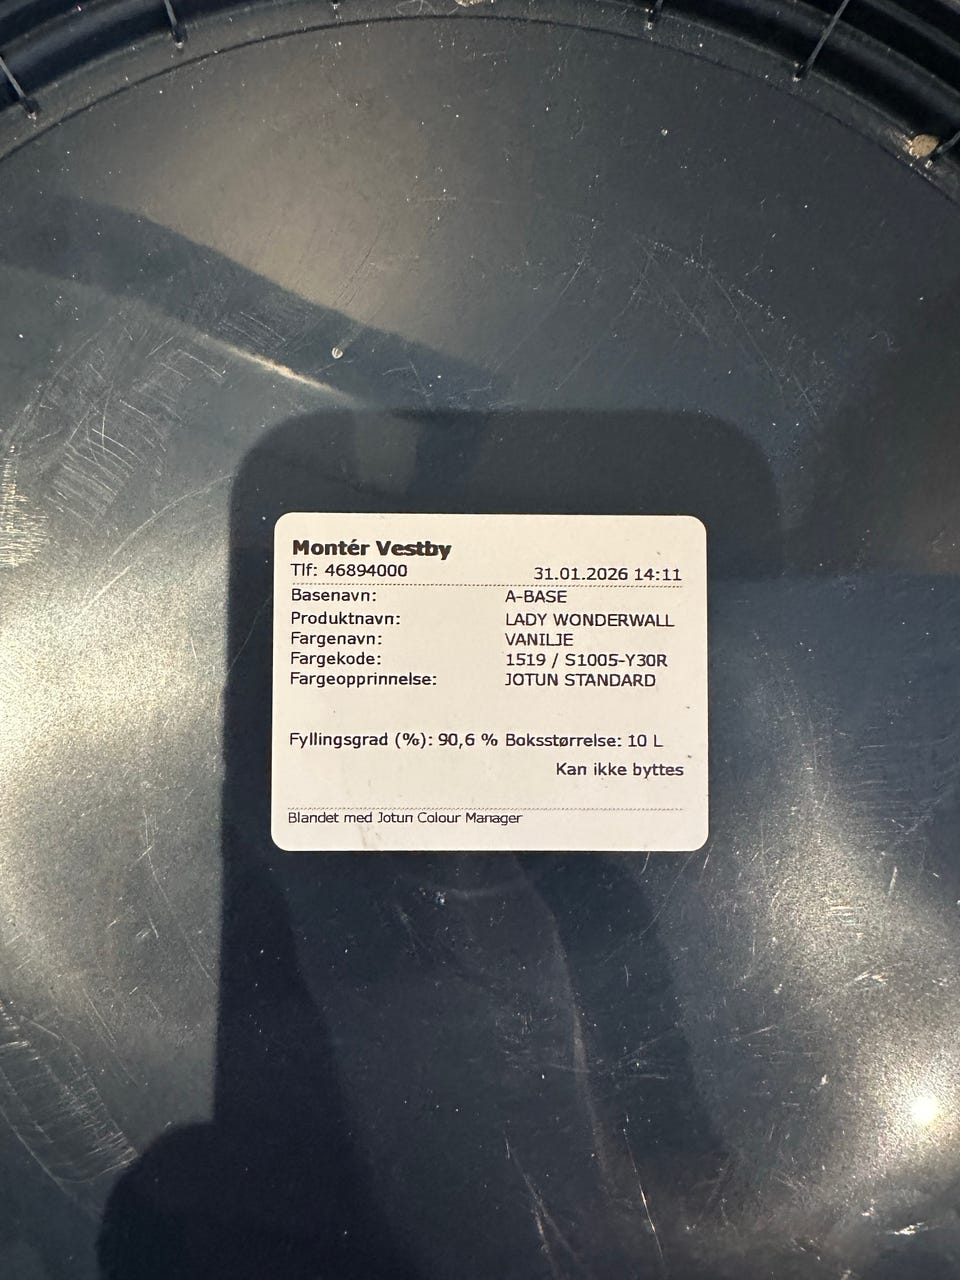 Montér Vestby
Tlf: 46894000 31.01.2026 14:11
Basenavn: A-BASE
Produktnavn: LADY WONDERWALL
Fargenavn: VANILJE
Fargekode: 1519 / S1005-Y30R
Fargeopprinnelse: JOTUN STANDARD
Fyllingsgrad (%): 90,6 % Boksstørrelse: 10 L
Kan ikke byttes
Blandet med Jotun Colour Manager